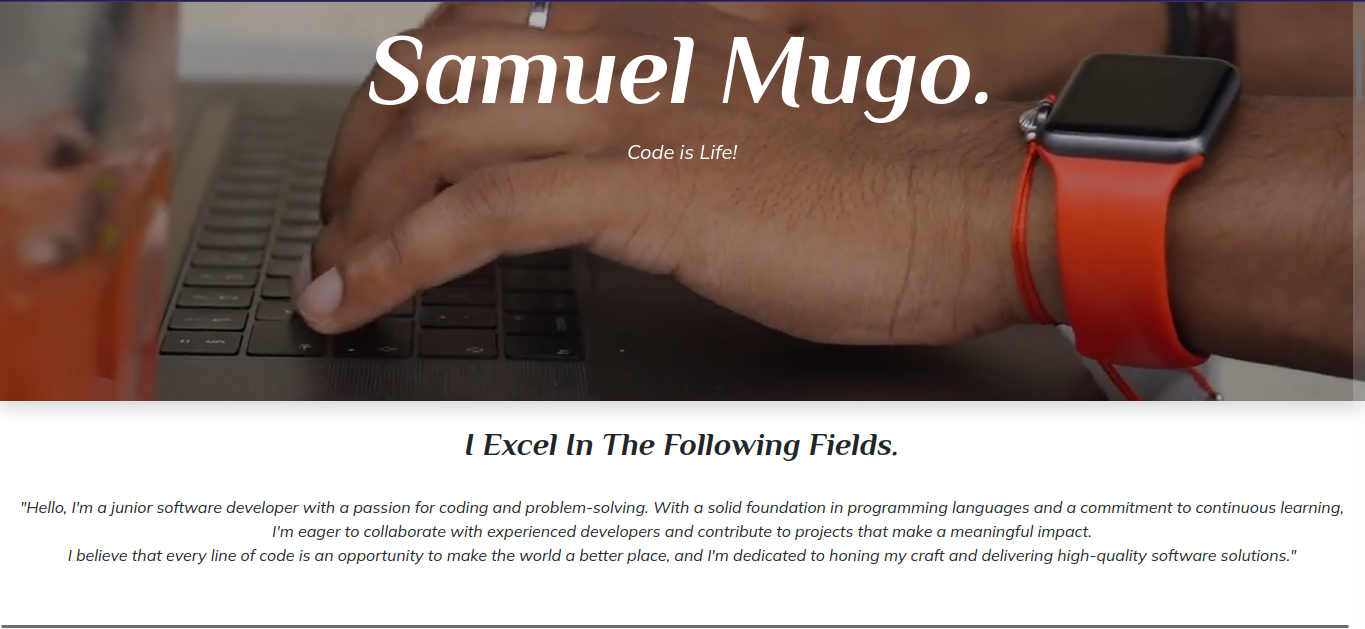 Samuel Mugo.
Code is Life!
I Excel In The Following Fields.
"Hello, I'm a junior software developer with a passion for coding and problem-solving. With a solid foundation in programming languages and a commitment to continuous learning,
I'm eager to collaborate with experienced developers and contribute to projects that make a meaningful impact.
I believe that every line of code is an opportunity to make the world a better place, and I'm dedicated to honing my craft and delivering high-quality software solutions."